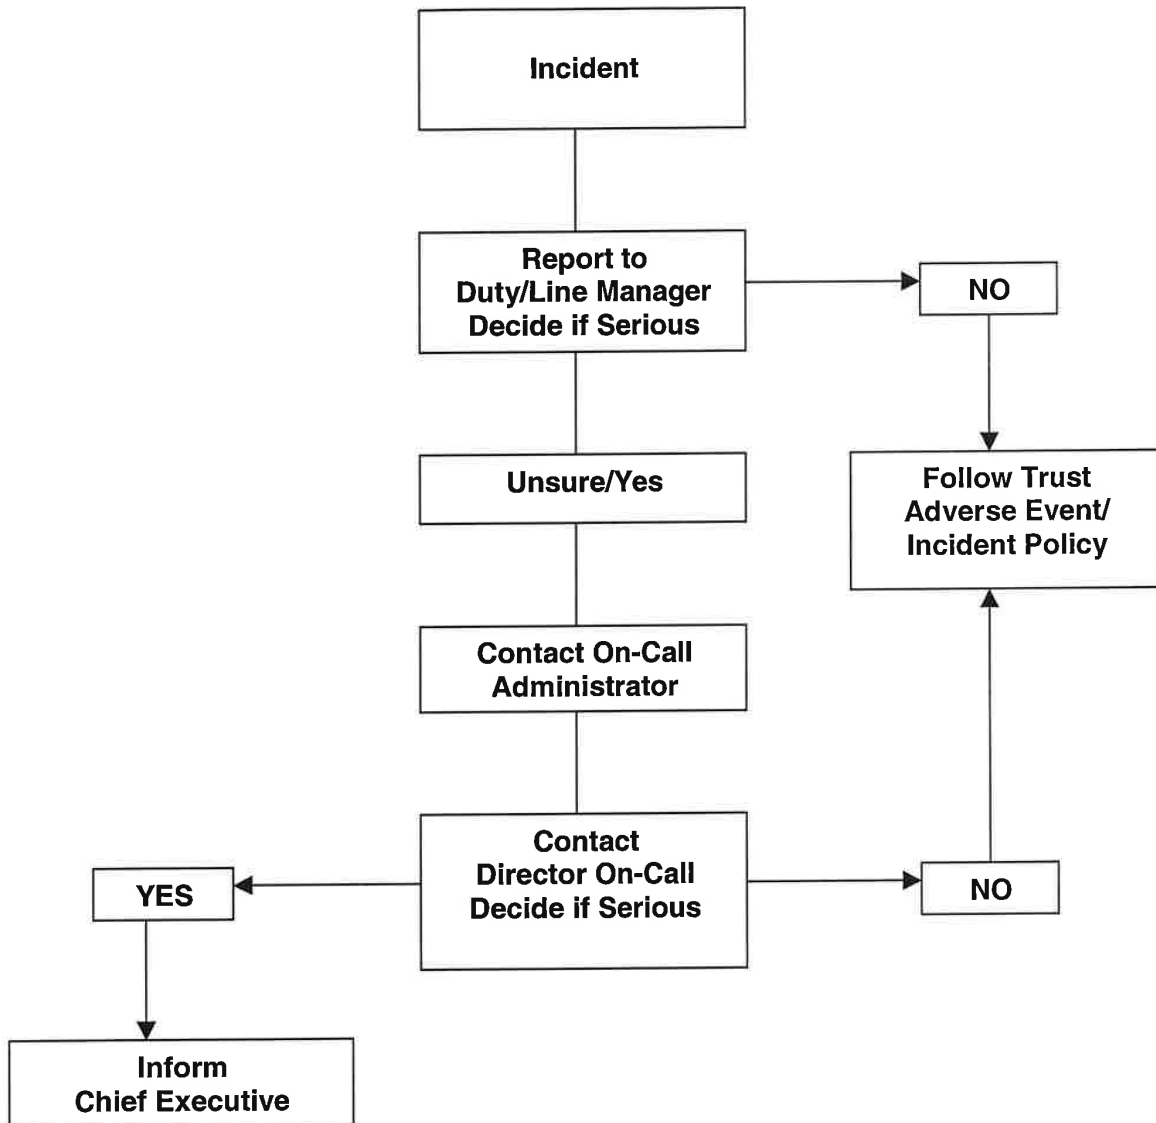 Incident
Report to
Duty/Line Manager
Decide if Serious
NO
Unsure/Yes
Follow Trust
Adverse Event/
Incident Policy
Contact On-Call
Administrator
Contact
Director On-Call
Decide if Serious
YES
NO
Inform
Chief Executive